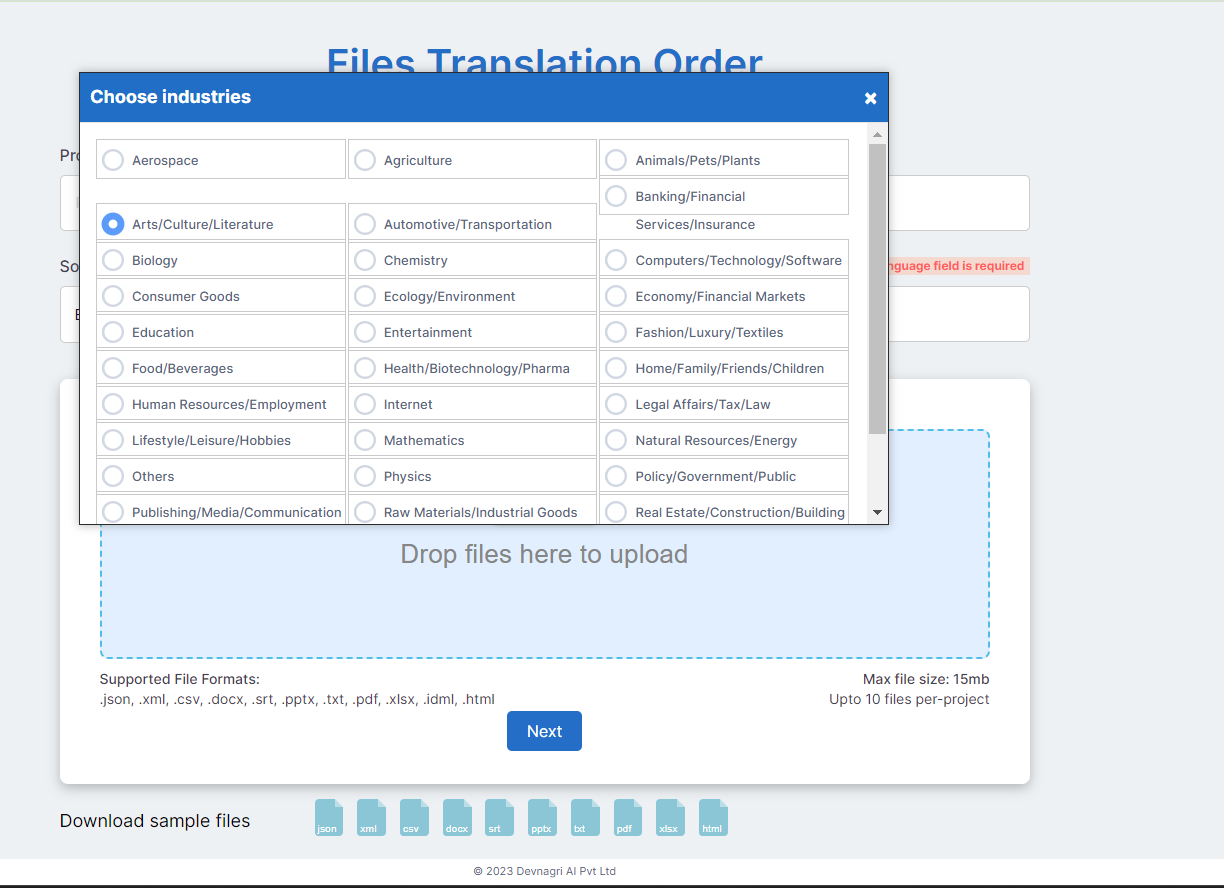 Files Translation Order
Choose industries
Pro
Aerospace
Agriculture
Animals/Pets/Plants
Arts/Culture/Literature
Automotive/Transportation
Banking/Financial
Services/Insurance
Biology
Chemistry
Computers/Technology/Software
So
nguage field is required
Consumer Goods
Ecology/Environment
Economy/Financial Markets
Education
Entertainment
Fashion/Luxury/Textiles
Food/Beverages
Health/Biotechnology/Pharma
Home/Family/Friends/Children
Human Resources/Employment
Internet
Legal Affairs/Tax/Law
Lifestyle/Leisure/Hobbies
Mathematics
Natural Resources/Energy
Others
Physics
Policy/Government/Public
Publishing/Media/Communication
Raw Materials/Industrial Goods
Real Estate/Construction/Building
Drop files here to upload
Supported File Formats:
.json, .xml, .csv, .docx, .srt, .pptx, .txt, .pdf, .xlsx, .idml, .html
Max file size: 15mb
Upto 10 files per-project
Next
Download sample files
json
xml
csv
docx
srt
pptx
txt
pdf
xlsx
html
© 2023 Devnagri AI Pvt Ltd